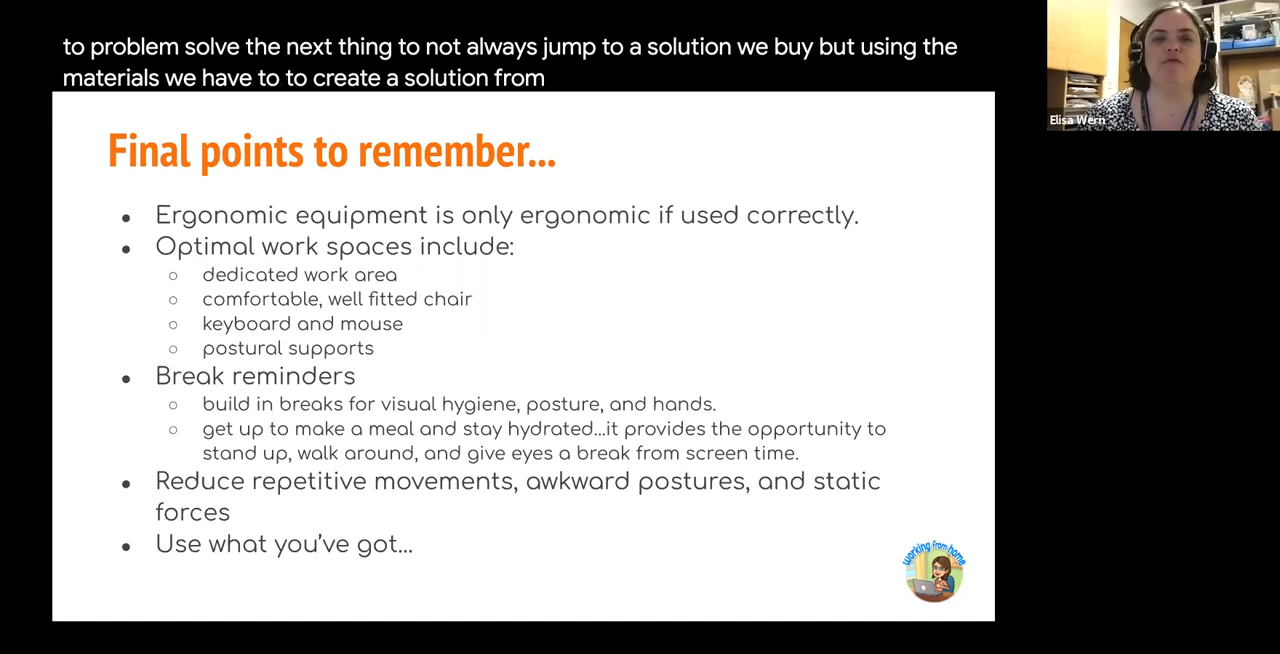 to problem solve the next thing to not always jump to a solution we buy but using the
materials we have to to create a solution from
Elisa Wern
Final points to remember...
● Ergonomic equipment is only ergonomic if used correctly.
● Optimal work spaces include:
○ dedicated work area
○ comfortable, well fitted chair
○ keyboard and mouse
○ postural supports
● Break reminders
○ build in breaks for visual hygiene, posture, and hands.
○ get up to make a meal and stay hydrated...it provides the opportunity to
stand up, walk around, and give eyes a break from screen time.
● Reduce repetitive movements, awkward postures, and static
forces
● Use what you've got...
working from home